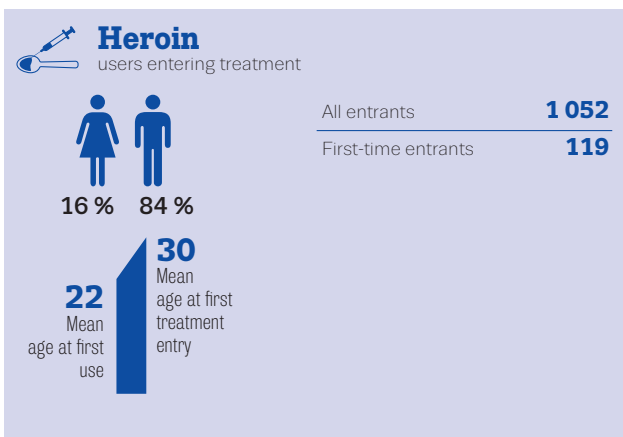 Heroin
users entering treatment
16 % 84 %
All entrants 1 052
First-time entrants 119
22
Mean
age at first
use
30
Mean
age at first
treatment
entry